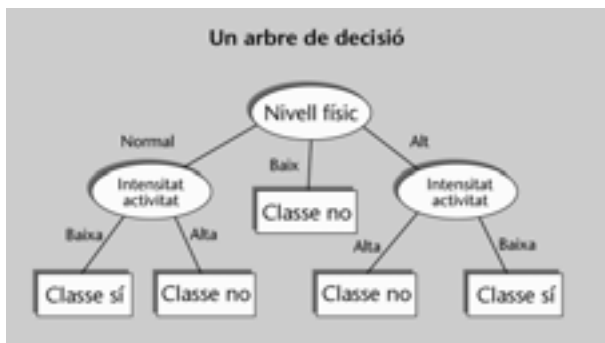 Un arbre de decisió
Nivell físic
Normal
Baix
Alt
Intensitat
activitat
Classe no
Intensitat
activitat
Baixa
Alta
Alta
Baixa
Classe sí
Classe no
Classe no
Classe sí